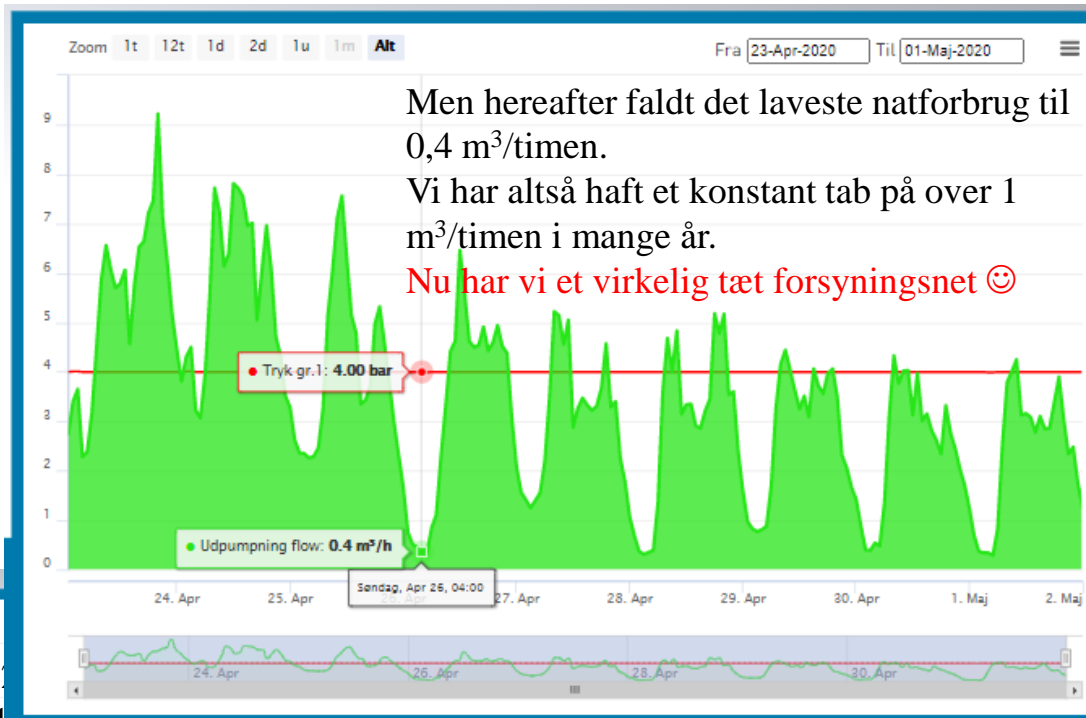 Zoom 1t 12t 1d 2d 1u 1m Alt
Fra 23-Apr-2020 Til 01-Maj-2020
Men hereafter faldt det laveste natforbrug til
0,4 m³/timen.
Vi har altså haft et konstant tab på over 1
m³/timen i mange år.
Nu har vi et virkelig tæt forsyningsnet ☺
9
8
7
6
5
4
3
2
1
0
Tryk gr.1: 4.00 bar
Udpumpning flow: 0.4 m³/h
Søndag, Apr 26, 04:00
24. Apr 25. Apr 26. Apr 27. Apr 28. Apr 29. Apr 30. Apr 1. Maj 2. Maj
24. Apr 26. Apr 28. Apr 30. Apr